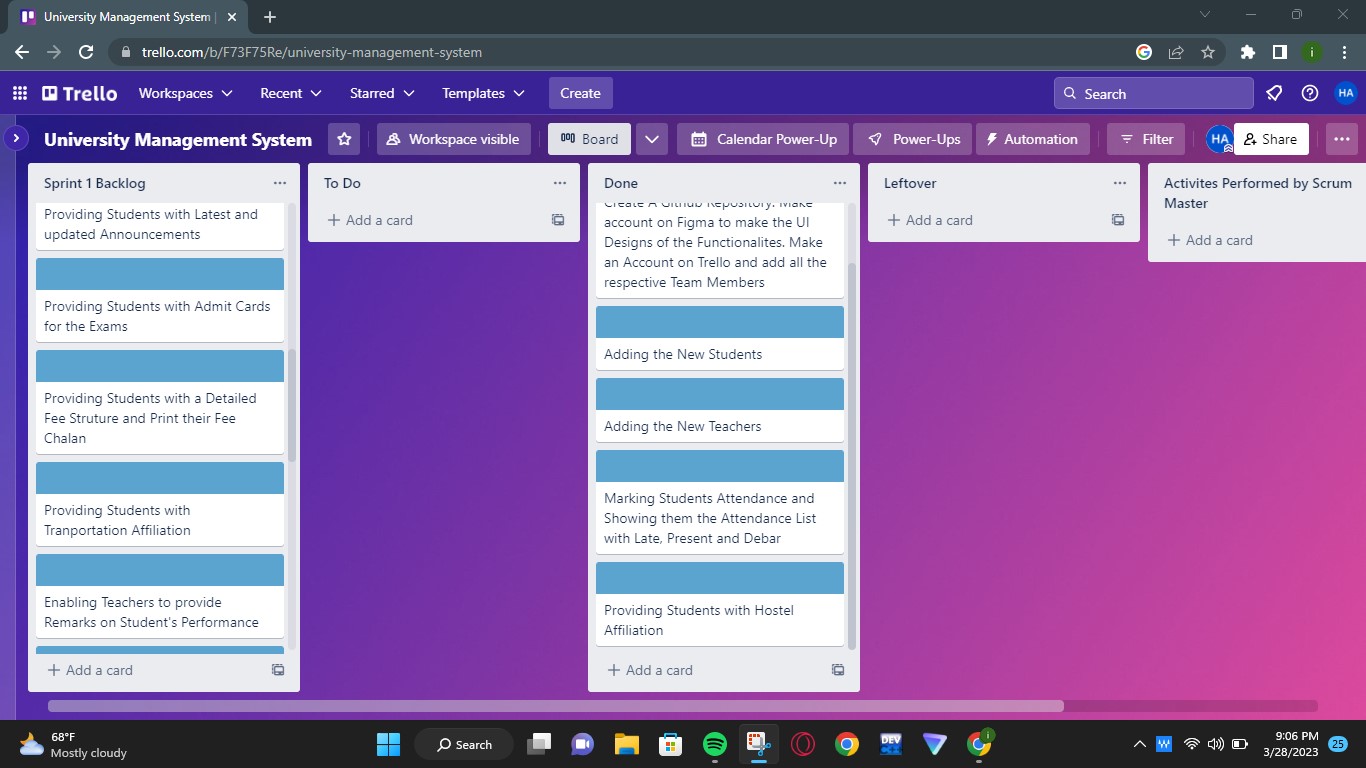 University Management System |
trello.com/b/F73F75Re/university-management-system
i
Trello
Workspaces
Recent
Starred
Templates
Create
Search
HA
University Management System
Workspace visible
Board
Calendar Power-Up
Power-Ups
Automation
Filter
HA
Share
Sprint 1 Backlog
Providing Students with Latest and
updated Announcements
Providing Students with Admit Cards
for the Exams
Providing Students with a Detailed
Fee Struture and Print their Fee
Chalan
Providing Students with
Tranportation Affiliation
Enabling Teachers to provide
Remarks on Student's Performance
+ Add a card
To Do
+ Add a card
Done
Create A Github Repository. Make
account on Figma to make the UI
Designs of the Functionalites. Make
an Account on Trello and add all the
respective Team Members
Adding the New Students
Adding the New Teachers
Marking Students Attendance and
Showing them the Attendance List
with Late, Present and Debar
Providing Students with Hostel
Affiliation
+ Add a card
Leftover
+ Add a card
Activites Performed by Scrum
Master
+ Add a card
68°F
Mostly cloudy
Search
DEV
i
W
9:06 PM
3/28/2023
25